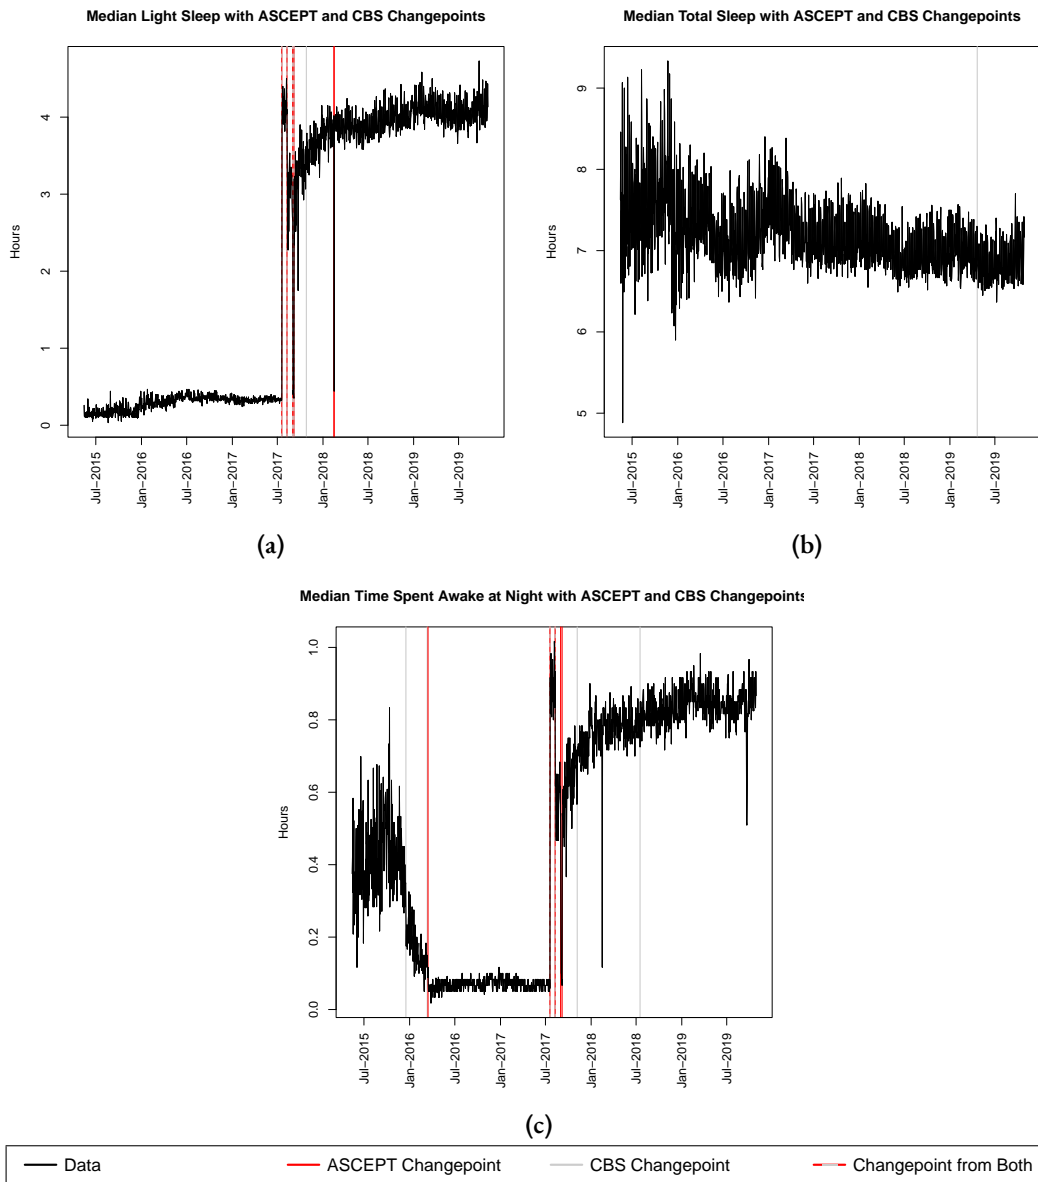 Median Light Sleep with ASCEPT and CBS Changepoints
Hours
0
1
2
3
4
Jul−2015
Jan−2016
Jul−2016
Jan−2017
Jul−2017
Jan−2018
Jul−2018
Jan−2019
Jul−2019
(a)
Median Total Sleep with ASCEPT and CBS Changepoints
Hours
5
6
7
8
9
Jul−2015
Jan−2016
Jul−2016
Jan−2017
Jul−2017
Jan−2018
Jul−2018
Jan−2019
Jul−2019
(b)
Median Time Spent Awake at Night with ASCEPT and CBS Changepoints
Hours
0.0
0.2
0.4
0.6
0.8
1.0
Jul−2015
Jan−2016
Jul−2016
Jan−2017
Jul−2017
Jan−2018
Jul−2018
Jan−2019
Jul−2019
(c)
Data
ASCEPT Changepoint
CBS Changepoint
Changepoint from Both